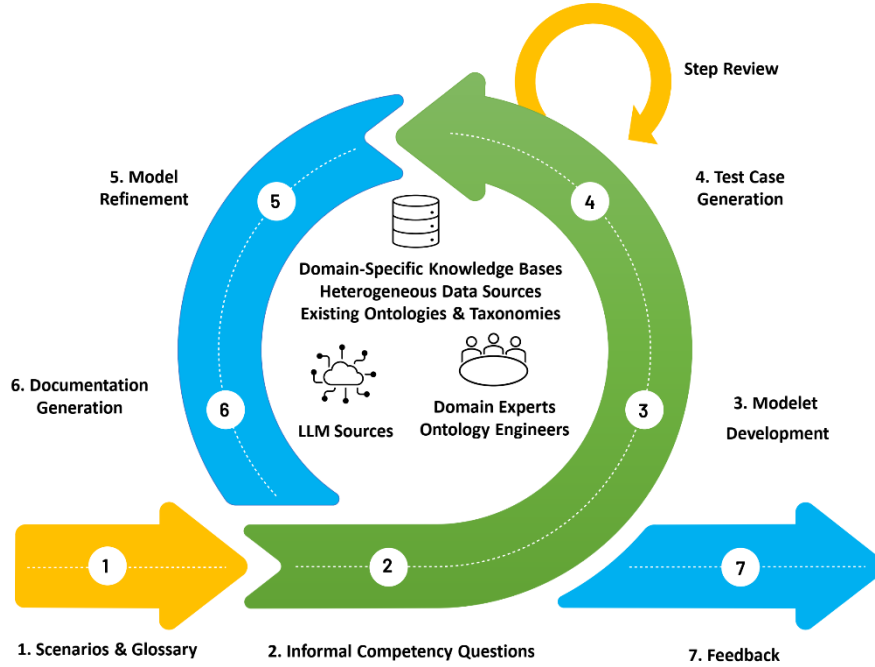 Step Review
5. Model
Refinement
4. Test Case
Generation
5
4
Domain-Specific Knowledge Bases
Heterogeneous Data Sources
Existing Ontologies & Taxonomies
6. Documentation
Generation
6
3
LLM Sources
Domain Experts
Ontology Engineers
3. Modelet
Development
1
2
7
1. Scenarios & Glossary
2. Informal Competency Questions
7. Feedback